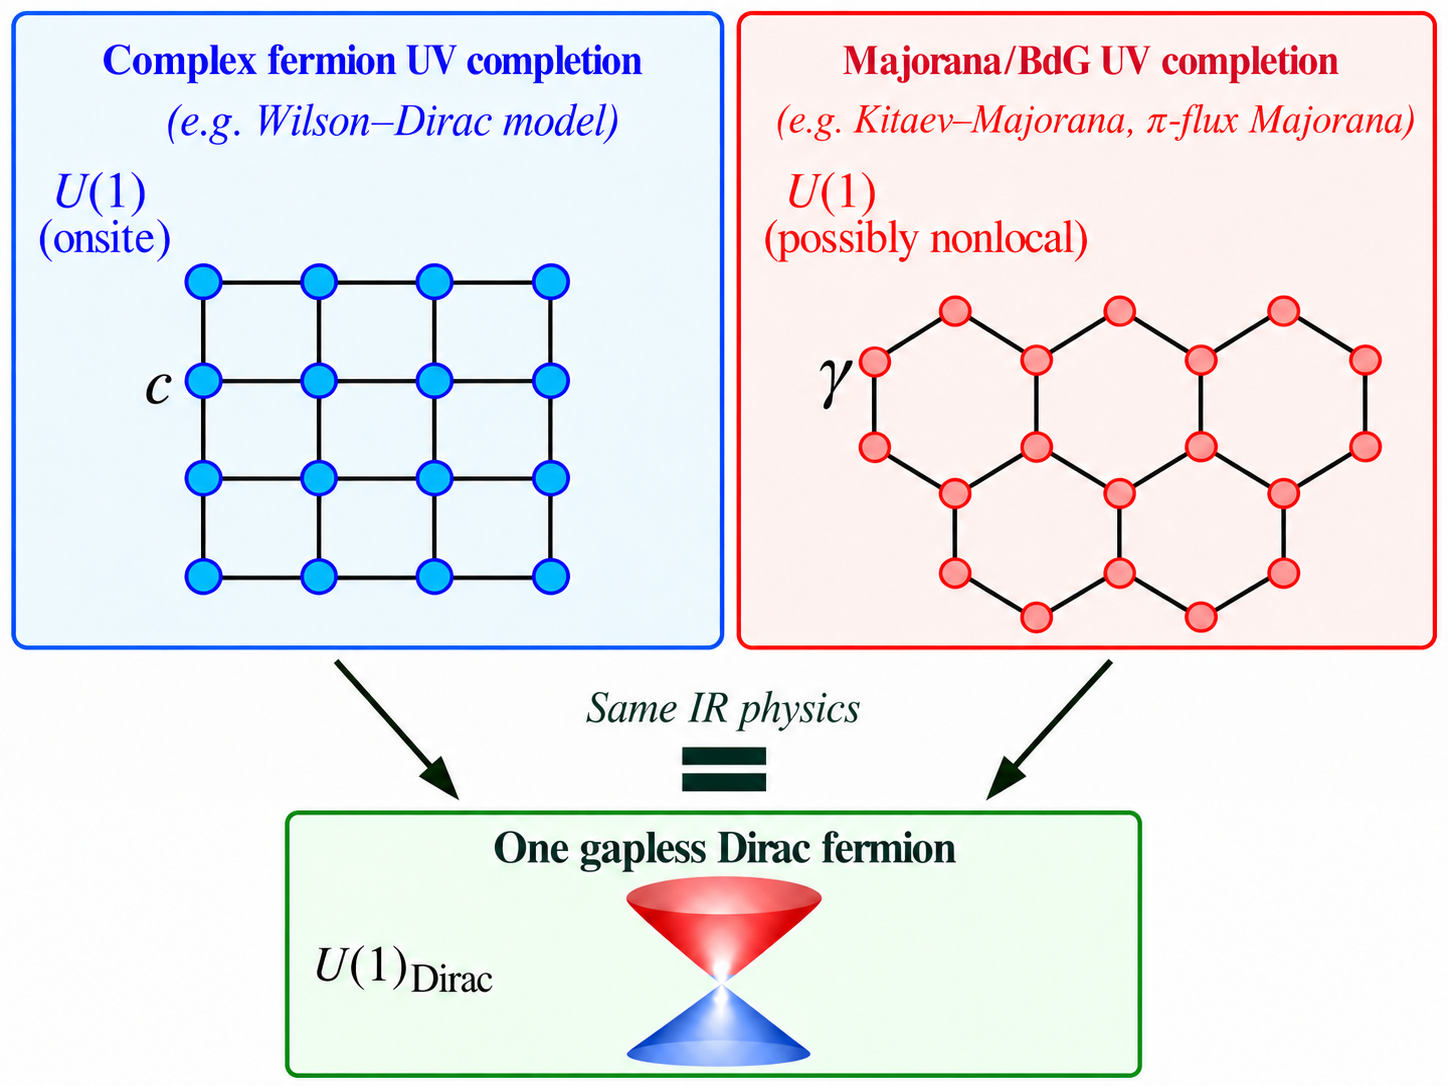 Complex fermion UV completion
(e.g. Wilson–Dirac model)
U(1)
(onsite)
c
Majorana/BdG UV completion
(e.g. Kitaev–Majorana, π-flux Majorana)
U(1)
(possibly nonlocal)
γ
Same IR physics
=
One gapless Dirac fermion
U(1)Dirac